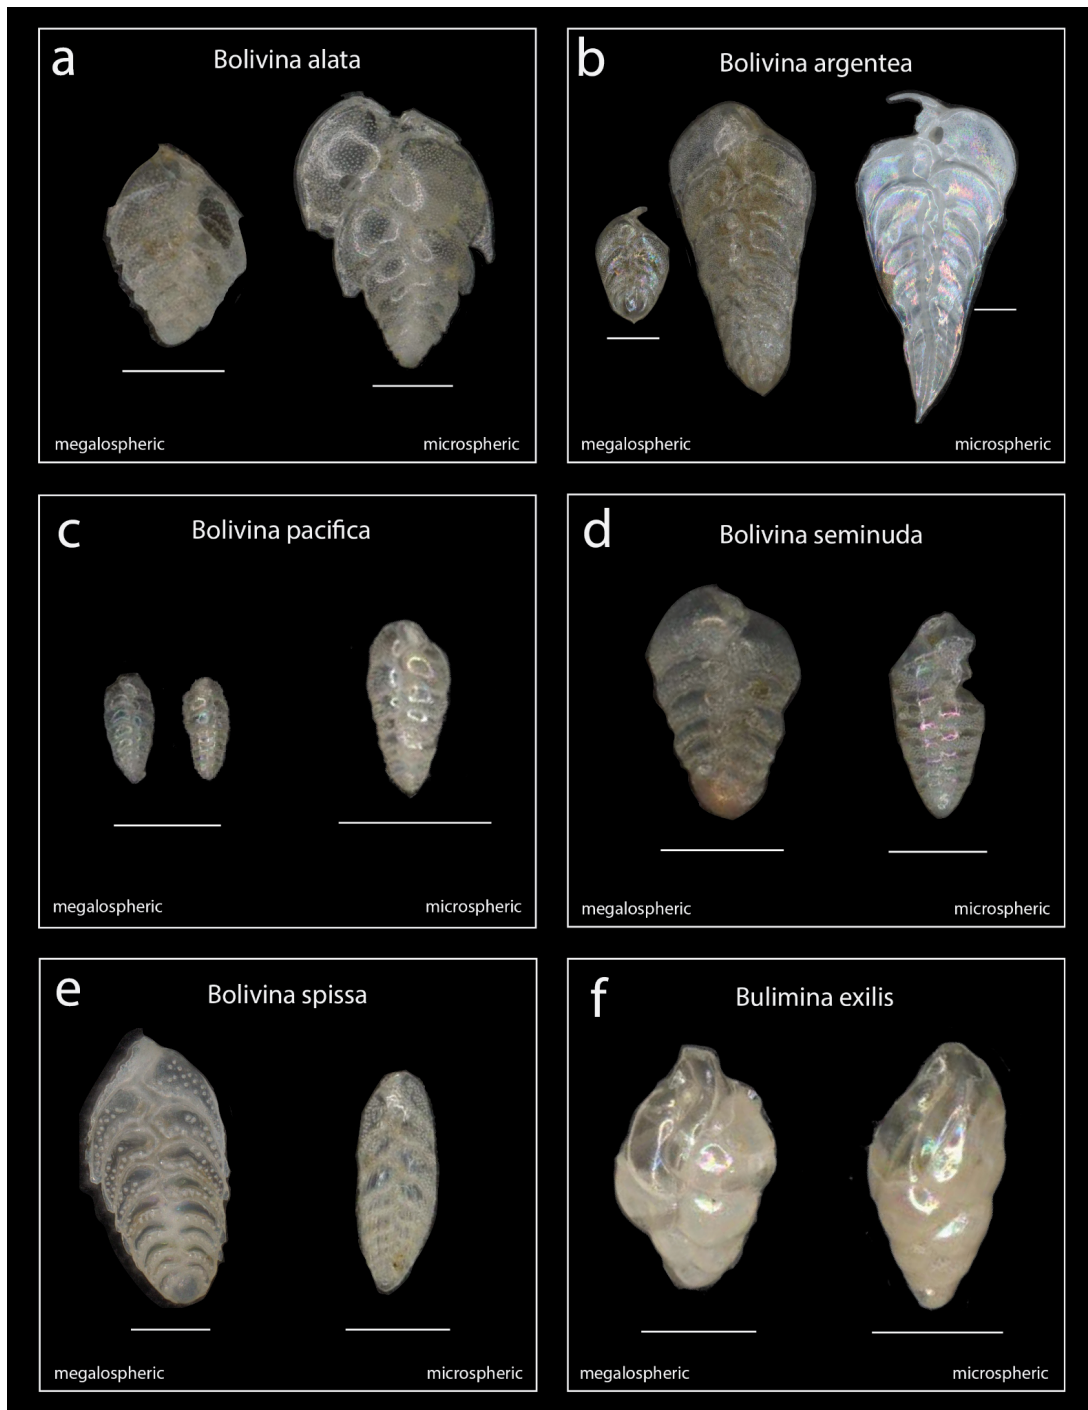 a
Bolivina alata
megalospheric
microspheric
b
Bolivina argentea
megalospheric
microspheric
c
Bolivina pacifica
megalospheric
microspheric
d
Bolivina seminuda
megalospheric
microspheric
e
Bolivina spissa
megalospheric
microspheric
f
Bulimina exilis
megalospheric
microspheric